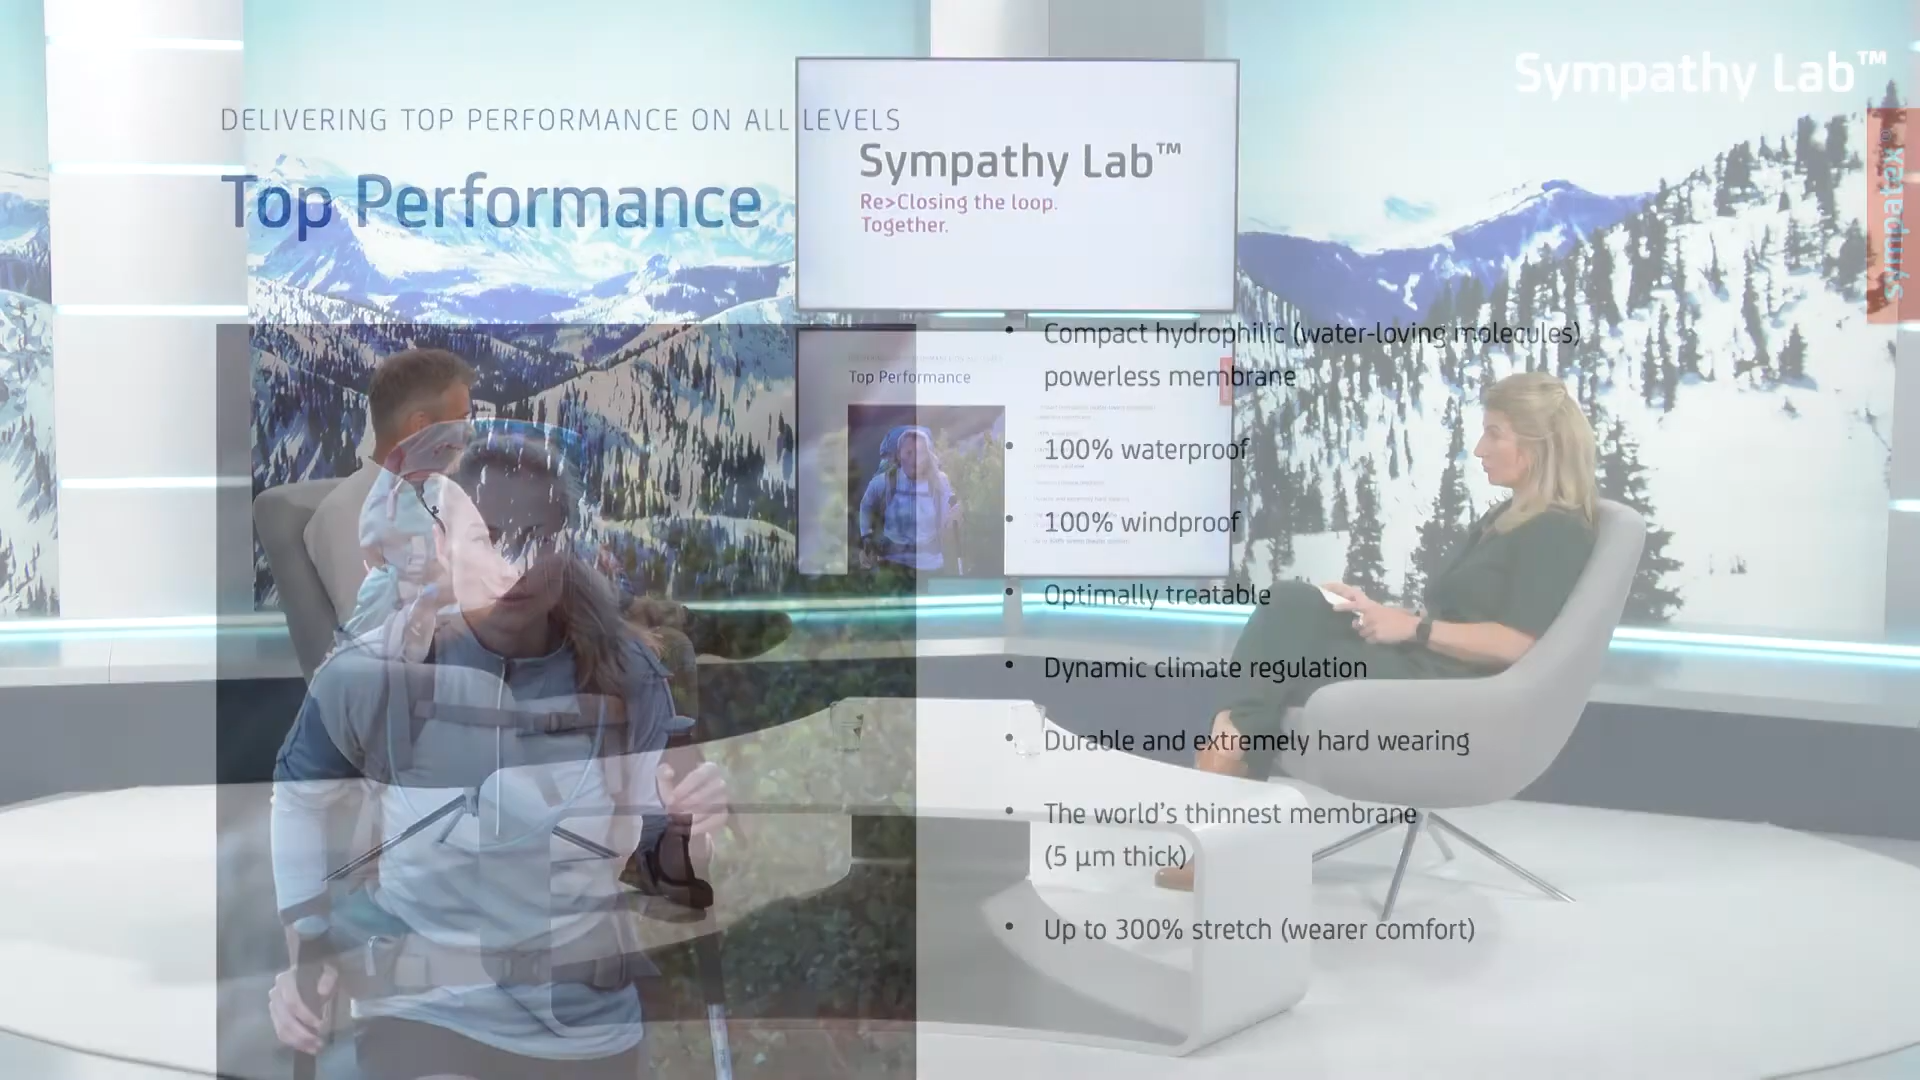 Sympathy Lab™
DELIVERING TOP PERFORMANCE ON ALL LEVELS
Top Performance
Sympathy Lab™
Re>Closing the loop.
Together.
sympatex®
• Compact hydrophilic (water-loving molecules)
powerless membrane
• 100% waterproof
• 100% windproof
• Optimally treatable
• Dynamic climate regulation
• Durable and extremely hard wearing
• The world's thinnest membrane
(5 µm thick)
• Up to 300% stretch (wearer comfort)
Top Performance